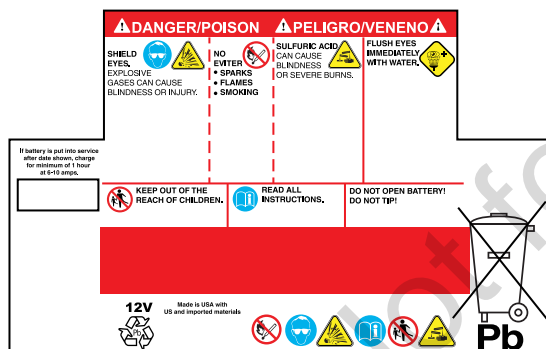 DANGER/POISON
PELIGRO/VENENO
SHIELD
EYES.
EXPLOSIVE
GASES CAN CAUSE
BLINDNESS OR INJURY.
NO
EVITER
• SPARKS
• FLAMES
• SMOKING
SULFURIC ACID
CAN CAUSE
BLINDNESS
OR SEVERE BURNS.
FLUSH EYES
IMMEDIATELY
WITH WATER.
If battery is put into service
after date shown, charge
for minimum of 1 hour
at 6-10 amps.
KEEP OUT OF THE
REACH OF CHILDREN.
READ ALL
INSTRUCTIONS.
DO NOT OPEN BATTERY!
DO NOT TIP!
12V
Pb
Made is USA with
US and imported materials
Pb